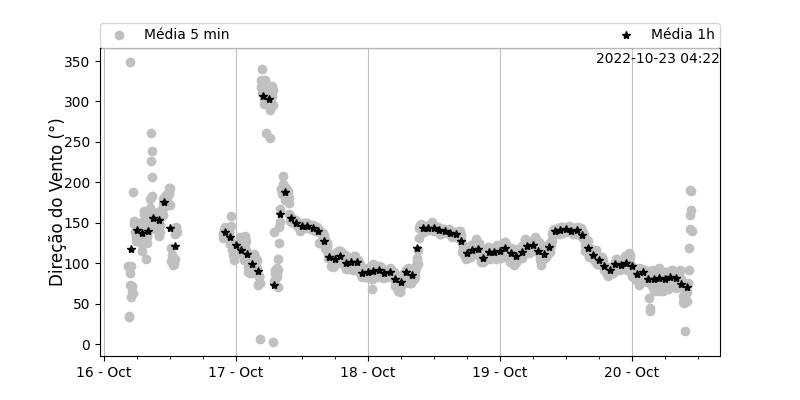 Média 5 min
Média 1h
2022-10-23 04:22
Direção do Vento (°)
350
300
250
200
150
100
50
0
16 - Oct
17 - Oct
18 - Oct
19 - Oct
20 - Oct